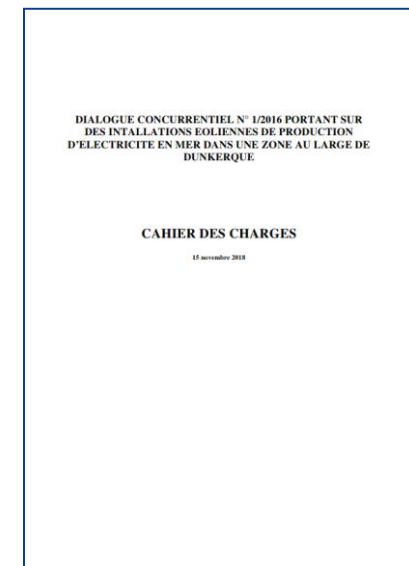 DIALOGUE CONCURRENTIEL N° 1/2016 PORTANT SUR
DES INTALLATIONS EOLIENNES DE PRODUCTION
D'ELECTRICITE EN MER DANS UNE ZONE AU LARGE DE
DUNKERQUE
CAHIER DES CHARGES
15 novembre 2018